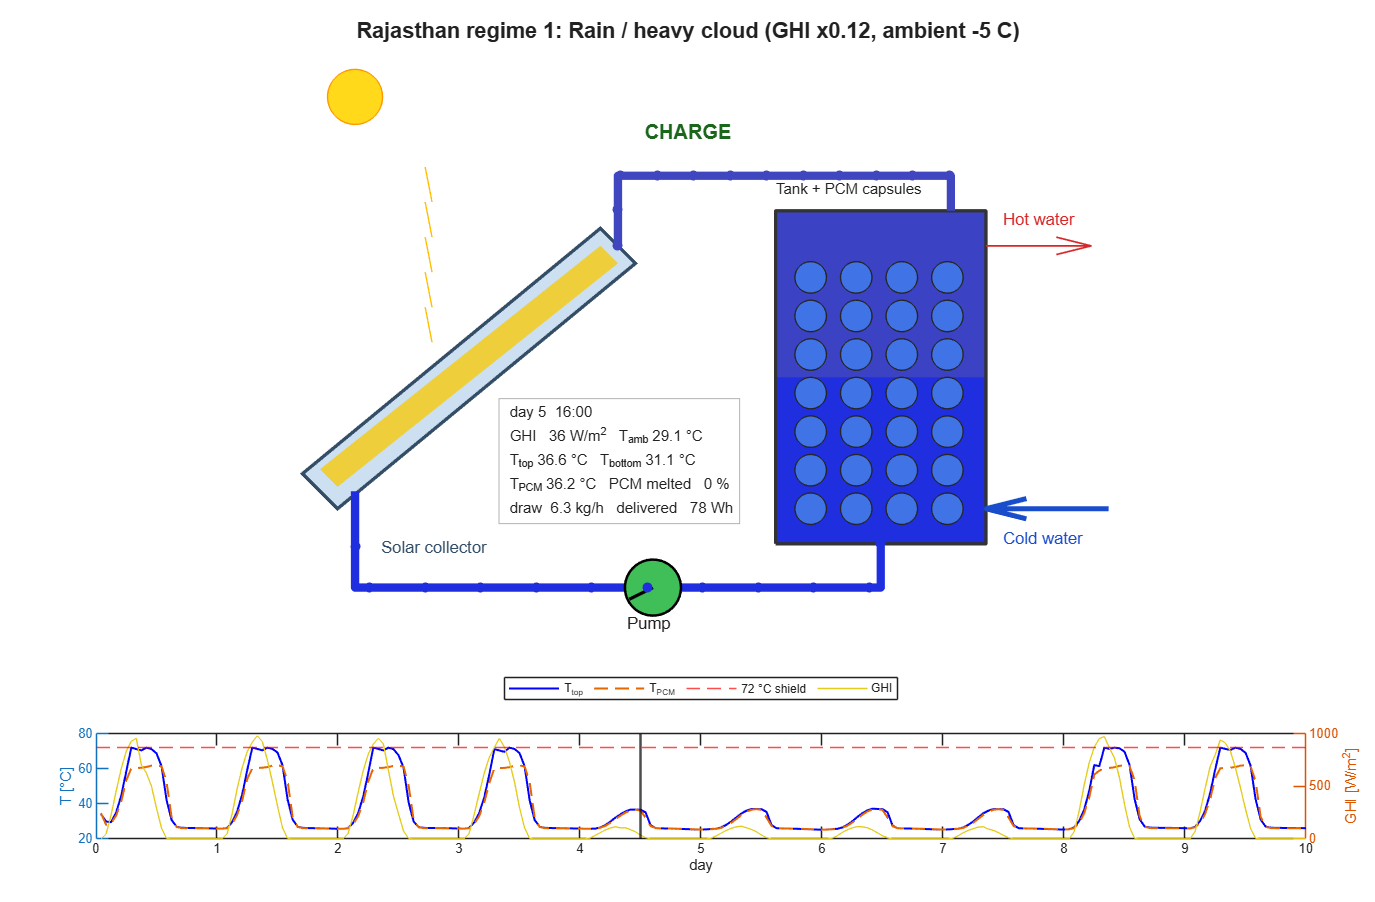 Rajasthan regime 1: Rain / heavy cloud (GHI x0.12, ambient -5 C)
CHARGE
Tank + PCM capsules
Hot water
day 5  16:00
GHI   36 W/m2   Tamb 29.1 °C
Ttop 36.6 °C   Tbottom 31.1 °C
TPCM 36.2 °C   PCM melted   0 %
draw  6.3 kg/h   delivered   78 Wh
Cold water
Solar collector
Pump
Ttop   TPCM   72 °C shield   GHI
80
60
40
20
T [°C]
1000
500
0
GHI [W/m2]
0 1 2 3 4 5 6 7 8 9 10
day